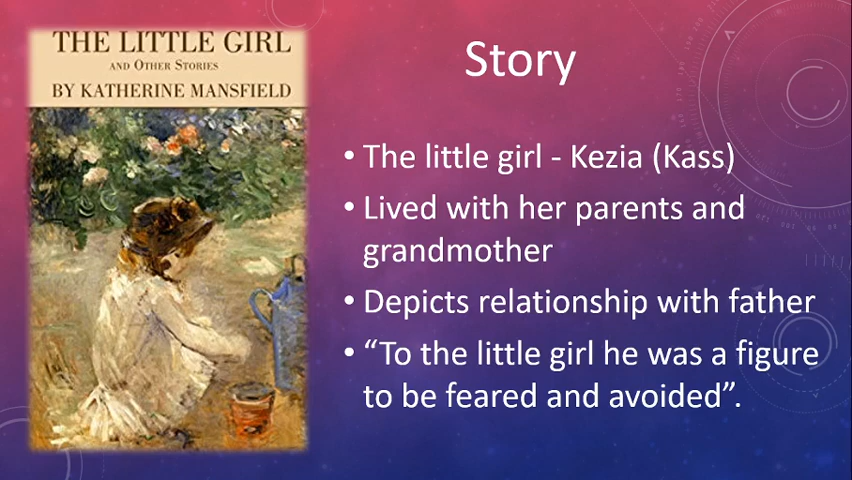 THE LITTLE GIRL
AND OTHER STORIES
BY KATHERINE MANSFIELD
Story
• The little girl - Kezia (Kass)
• Lived with her parents and
grandmother
• Depicts relationship with father
• “To the little girl he was a figure
to be feared and avoided”.